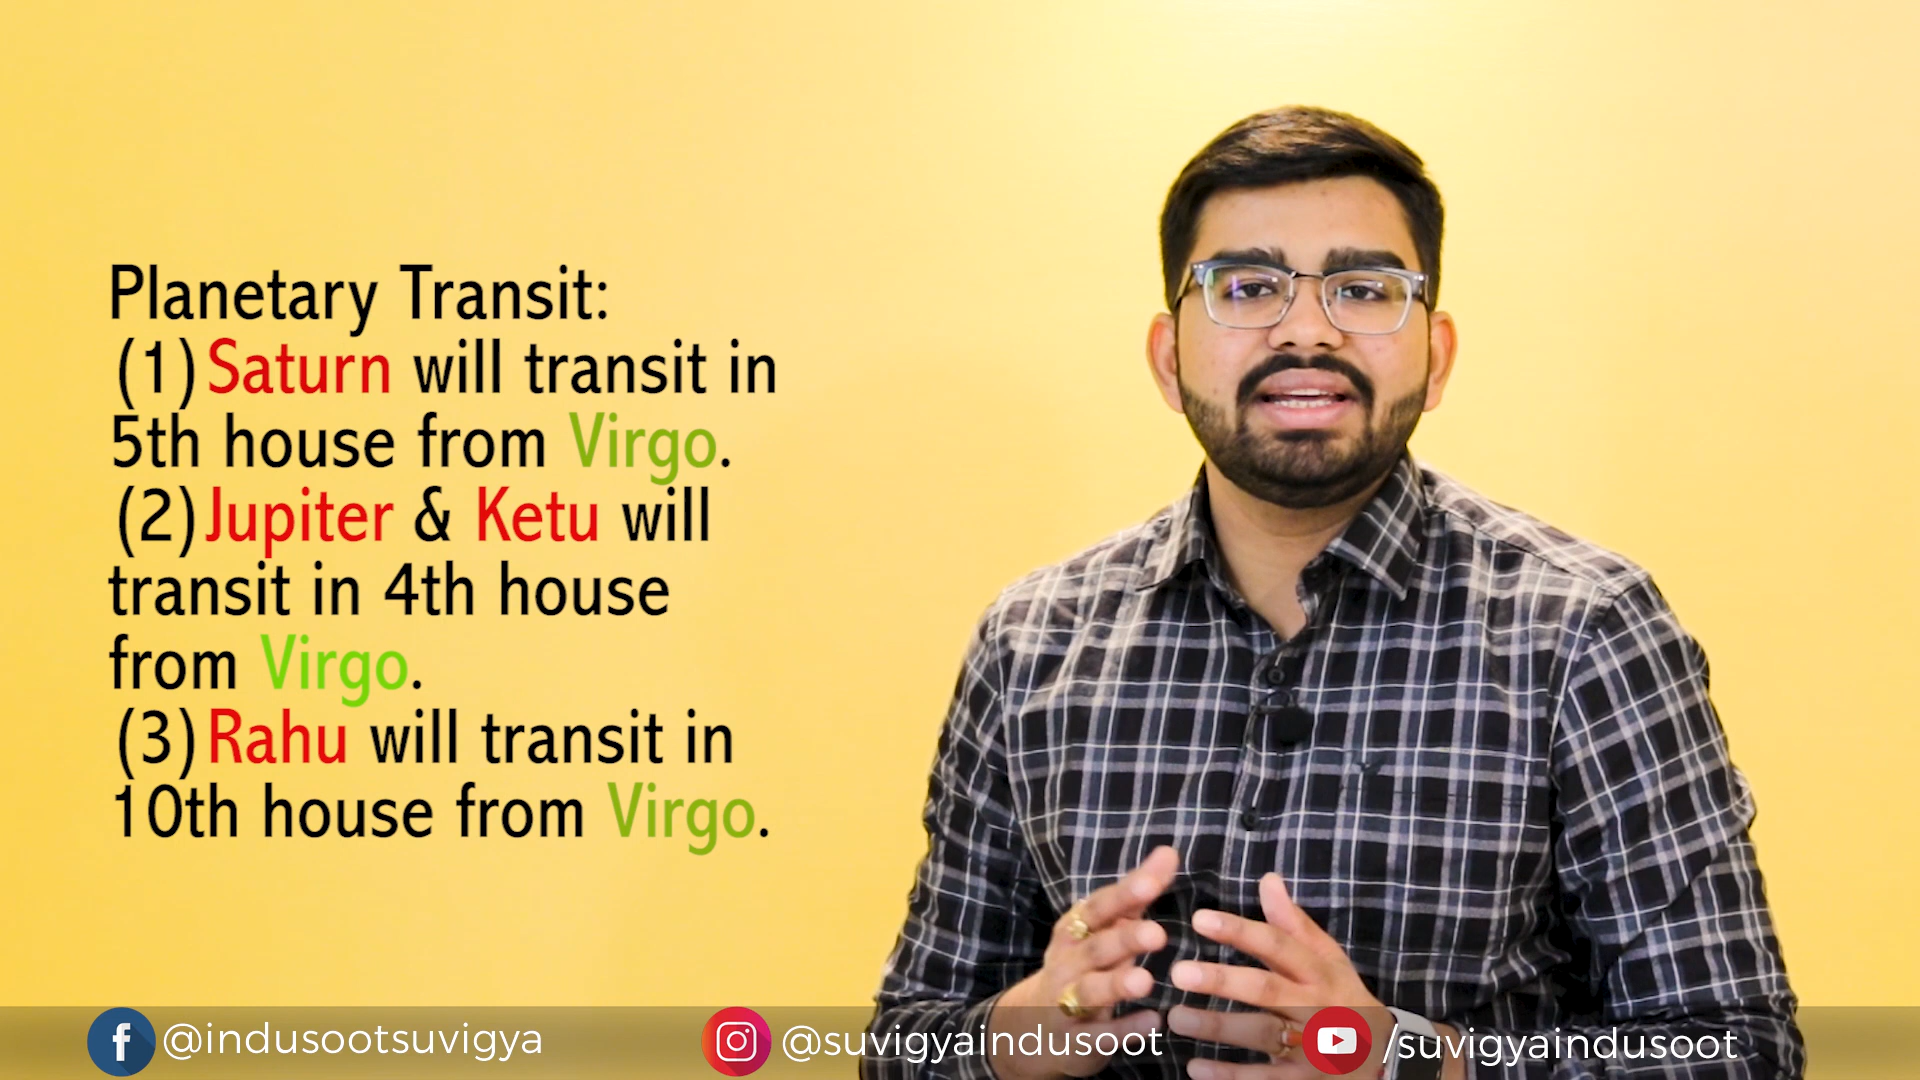 Planetary Transit:
(1) Saturn will transit in
5th house from Virgo.
(2) Jupiter & Ketu will
transit in 4th house
from Virgo.
(3) Rahu will transit in
10th house from Virgo.
@indusootsuvigya
@suvigyaindusoot
/suvigyaindusoot